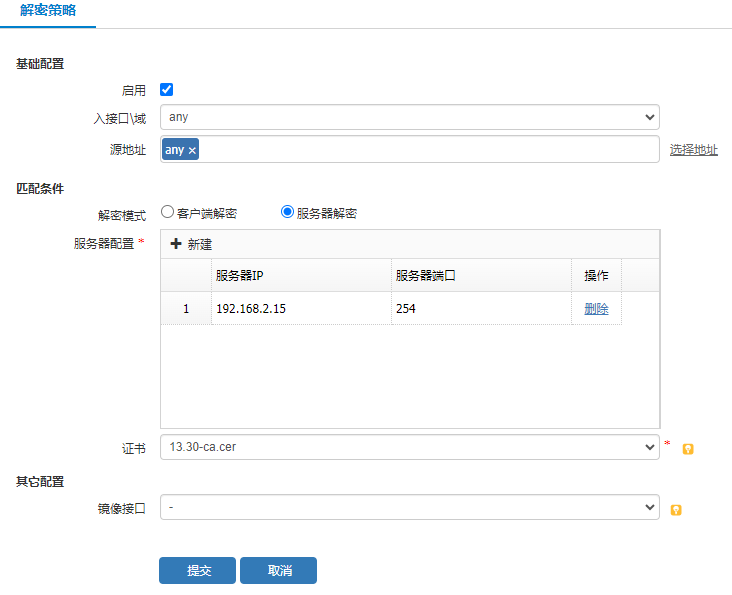 解密策略
基础配置
启用
入接口\域 any
源地址 any × 选择地址
匹配条件
解密模式 客户端解密 服务器解密
服务器配置 * + 新建
服务器IP 服务器端口 操作
1 192.168.2.15 254 删除
证书 13.30-ca.cer *
其它配置
镜像接口 -
提交 取消